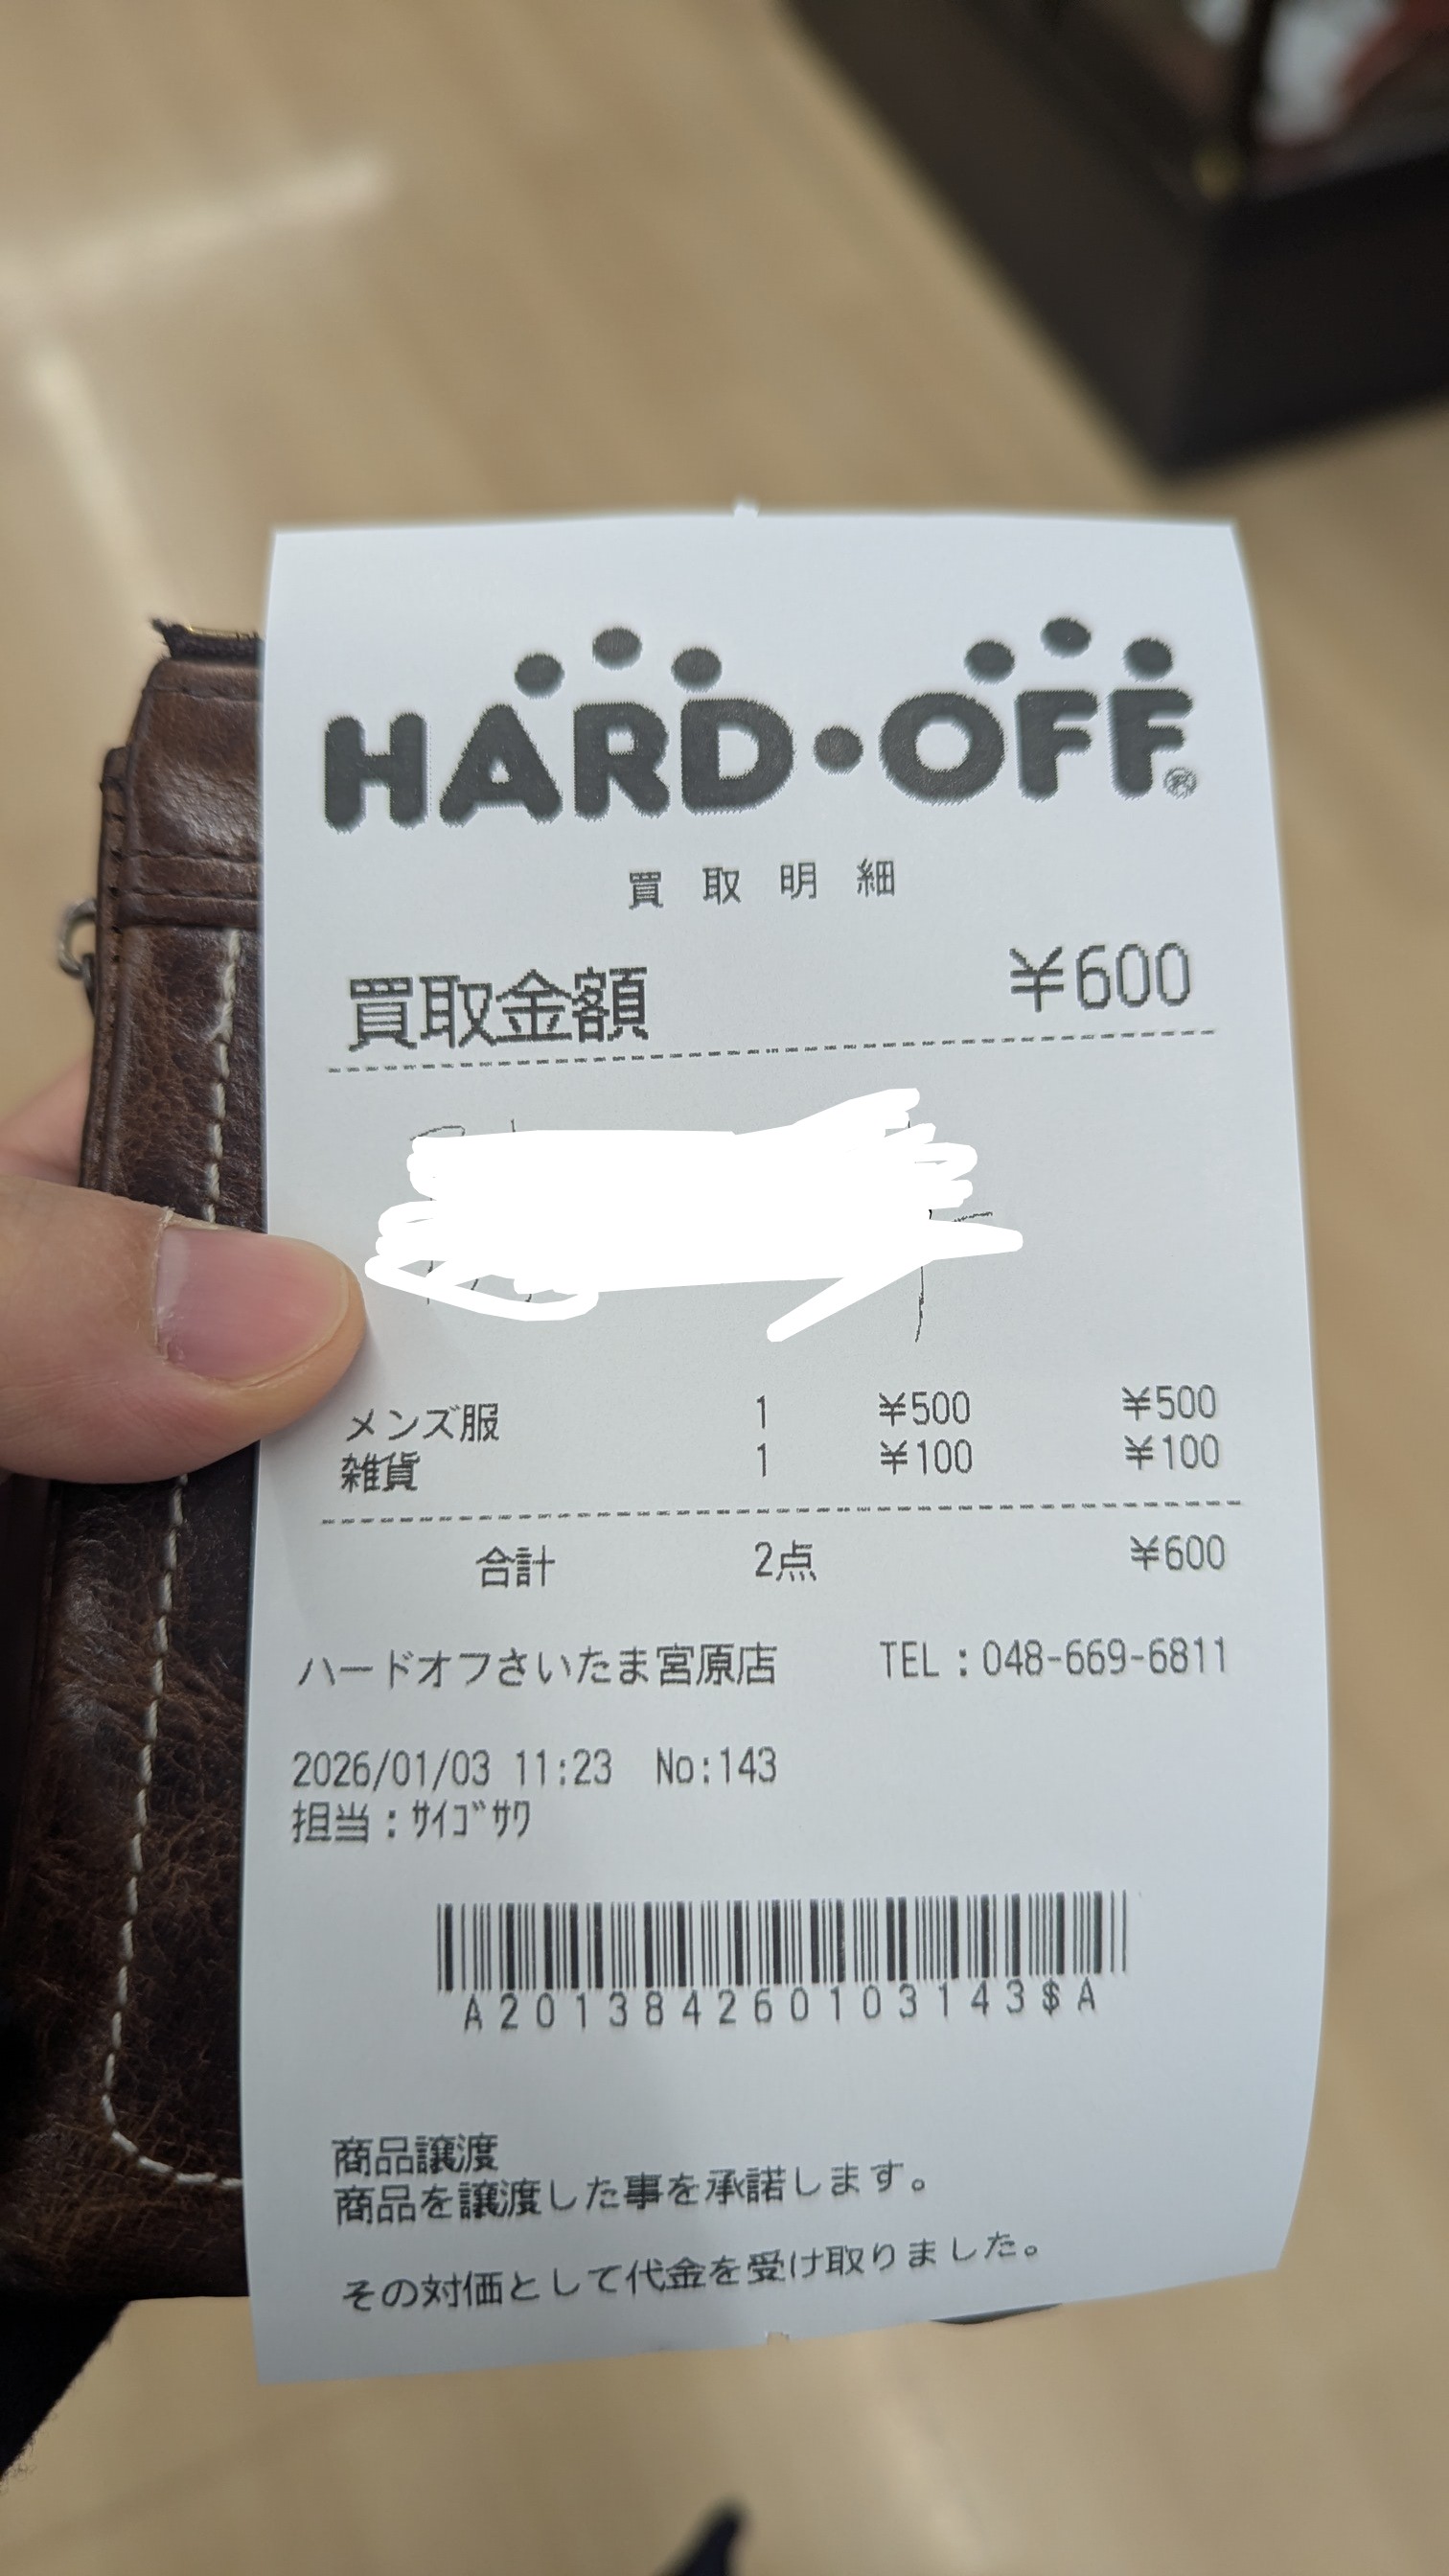 HARD・OFF®
買取明細
買取金額 ¥600
メンズ服 1 ¥500 ¥500
雑貨 1 ¥100 ¥100
合計 2点 ¥600
ハードオフさいたま宮原店 TEL：048-669-6811
2026/01/03 11:23 No:143
担当：ｻｲｺﾞｻﾜ
A201384260103143$A
商品譲渡
商品を譲渡した事を承諾します。
その対価として代金を受け取りました。